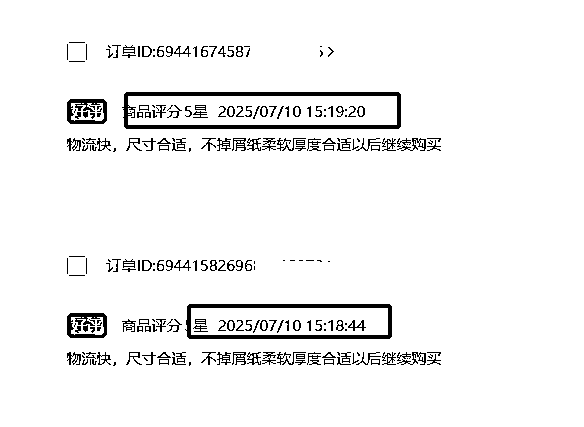 订单ID:69441674587
好评 商品评分5星 2025/07/10 15:19:20
物流快，尺寸合适，不掉屑纸柔软厚度合适以后继续购买
订单ID:69441582696
好评 商品评分5星 2025/07/10 15:18:44
物流快，尺寸合适，不掉屑纸柔软厚度合适以后继续购买